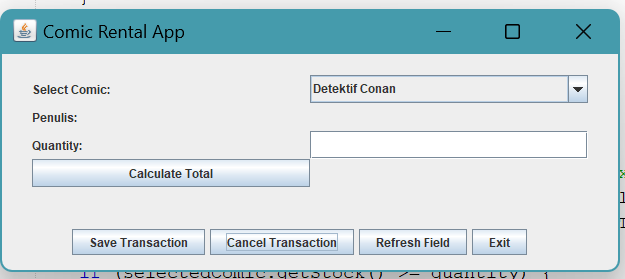 Comic Rental App
Select Comic: Detektif Conan
Penulis:
Quantity:
Calculate Total
Save Transaction Cancel Transaction Refresh Field Exit
if (selectedComic.getStock() >= quantity) {